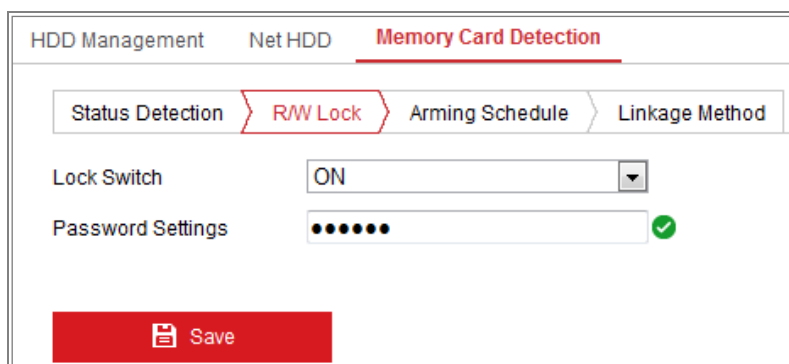 HDD Management Net HDD Memory Card Detection
Status Detection R/W Lock Arming Schedule Linkage Method
Lock Switch ON
Password Settings ●●●●●●
Save